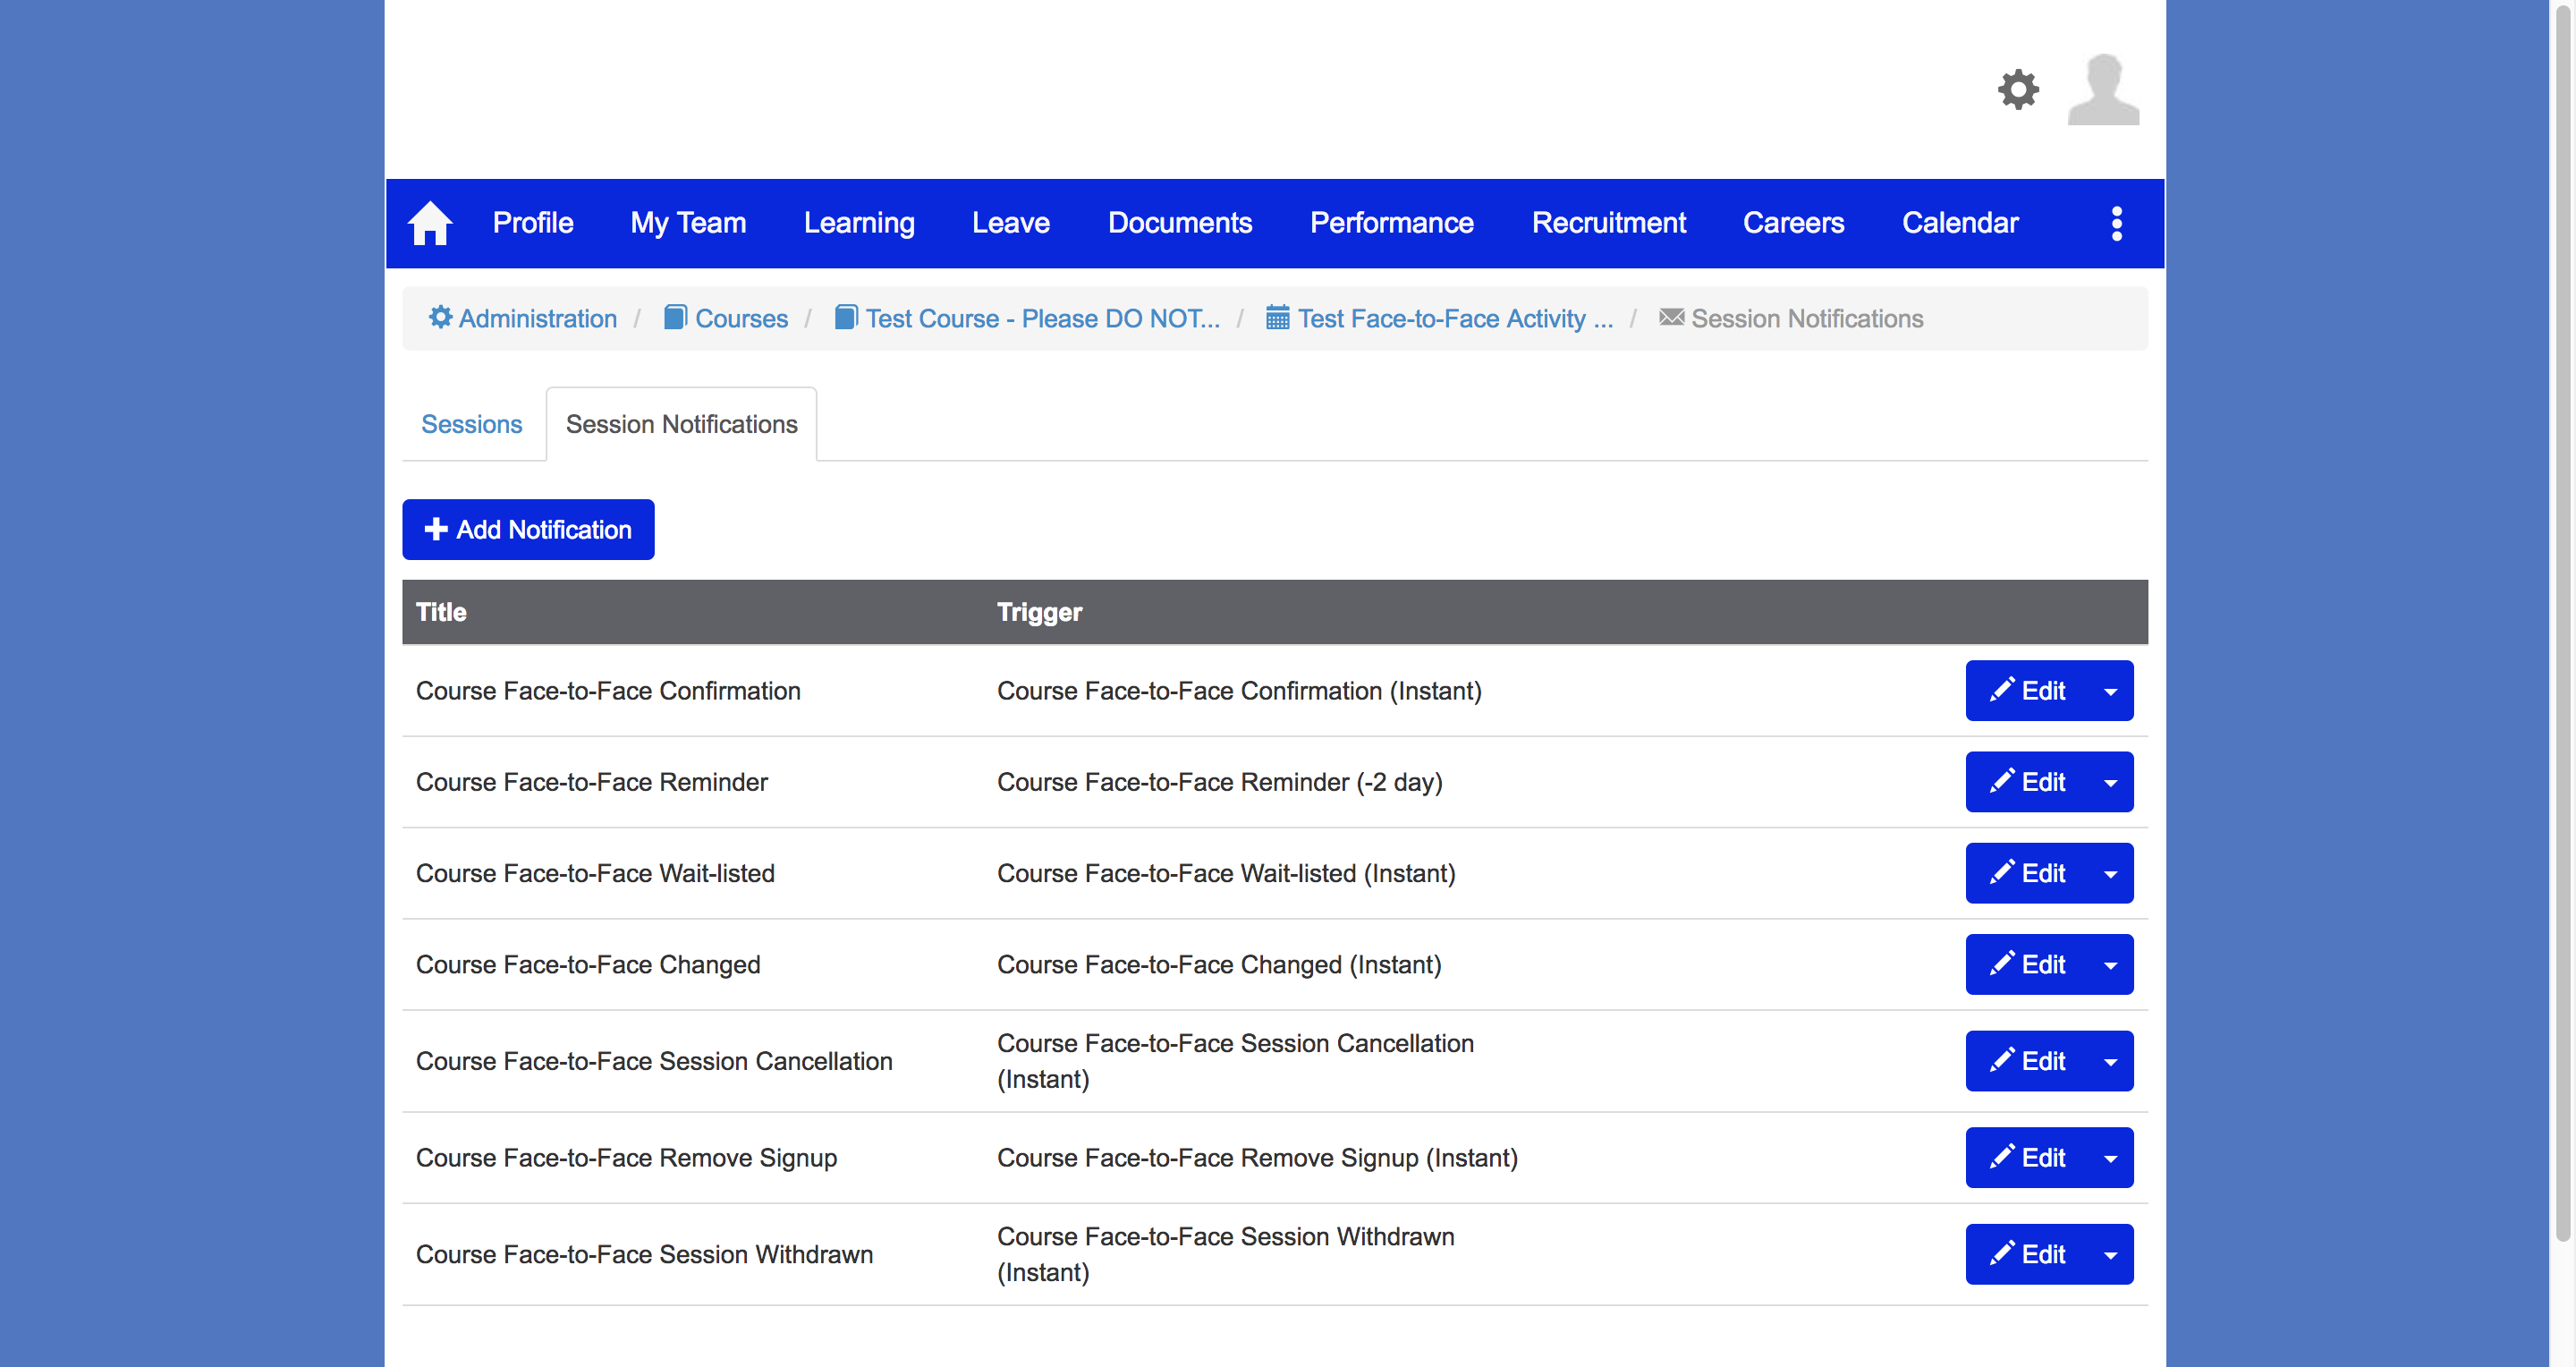 Profile My Team Learning Leave Documents Performance Recruitment Careers Calendar
Administration / Courses / Test Course - Please DO NOT... / Test Face-to-Face Activity ... / Session Notifications
Sessions Session Notifications
Add Notification
Title Trigger
Course Face-to-Face Confirmation Course Face-to-Face Confirmation (Instant) Edit
Course Face-to-Face Reminder Course Face-to-Face Reminder (-2 day) Edit
Course Face-to-Face Wait-listed Course Face-to-Face Wait-listed (Instant) Edit
Course Face-to-Face Changed Course Face-to-Face Changed (Instant) Edit
Course Face-to-Face Session Cancellation Course Face-to-Face Session Cancellation
(Instant) Edit
Course Face-to-Face Remove Signup Course Face-to-Face Remove Signup (Instant) Edit
Course Face-to-Face Session Withdrawn Course Face-to-Face Session Withdrawn
(Instant) Edit